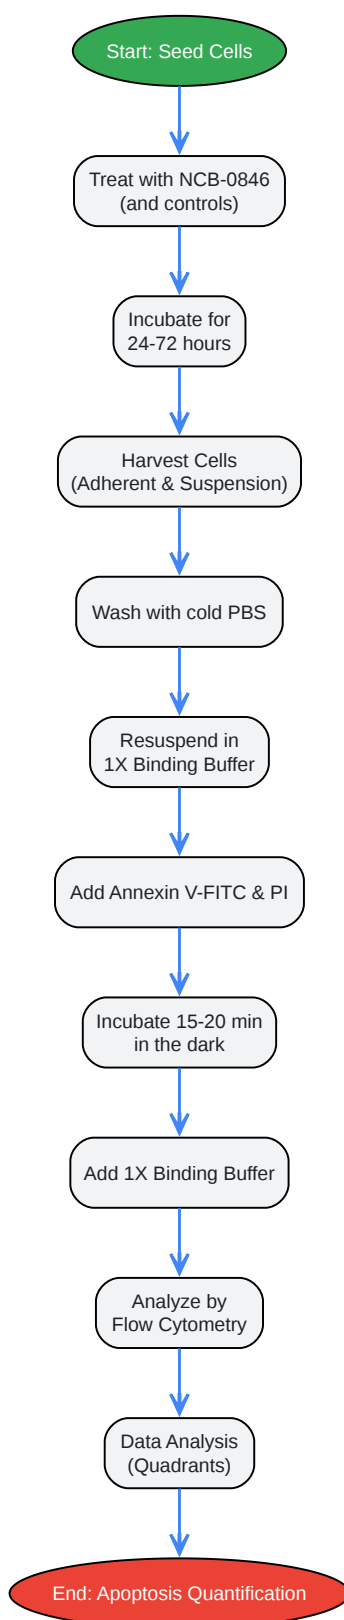 Start: Seed Cells
Treat with NCB-0846
(and controls)
Incubate for
24-72 hours
Harvest Cells
(Adherent & Suspension)
Wash with cold PBS
Resuspend in
1X Binding Buffer
Add Annexin V-FITC & PI
Incubate 15-20 min
in the dark
Add 1X Binding Buffer
Analyze by
Flow Cytometry
Data Analysis
(Quadrants)
End: Apoptosis Quantification